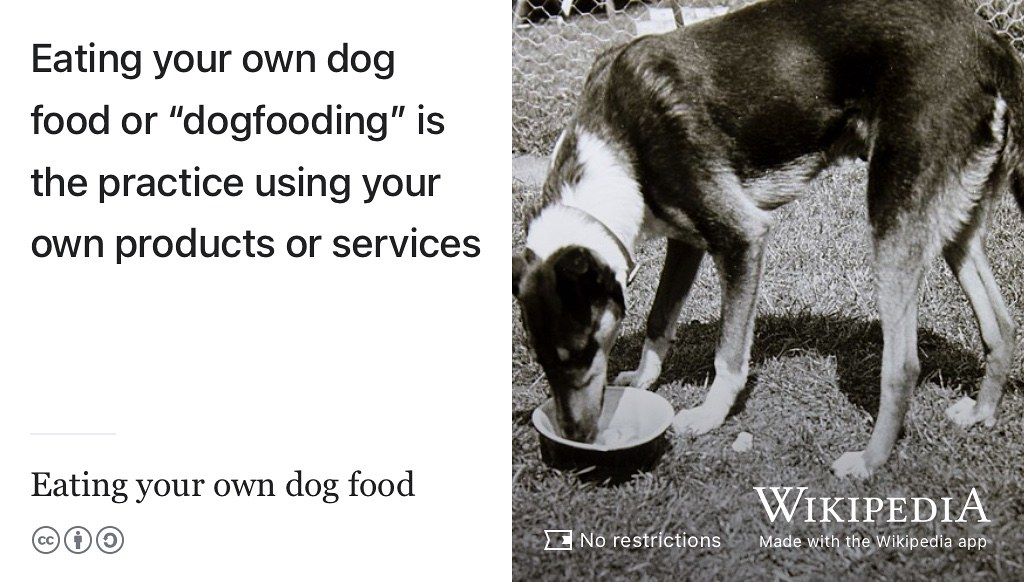 Eating your own dog
food or “dogfooding” is
the practice using your
own products or services
Eating your own dog food
cc
No restrictions
WIKIPEDIA
Made with the Wikipedia app